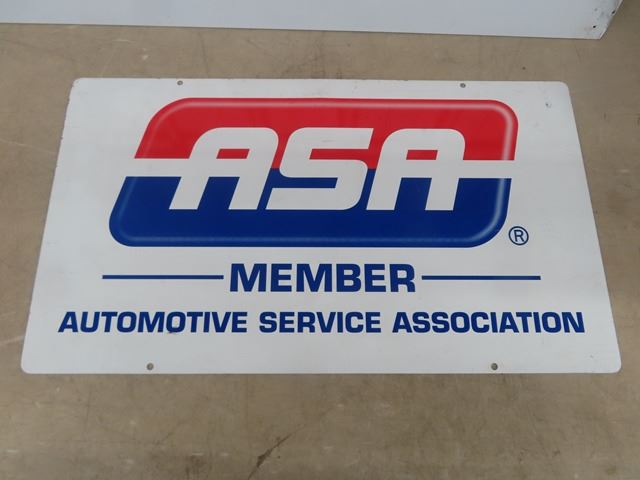 ASA®
MEMBER
AUTOMOTIVE SERVICE ASSOCIATION